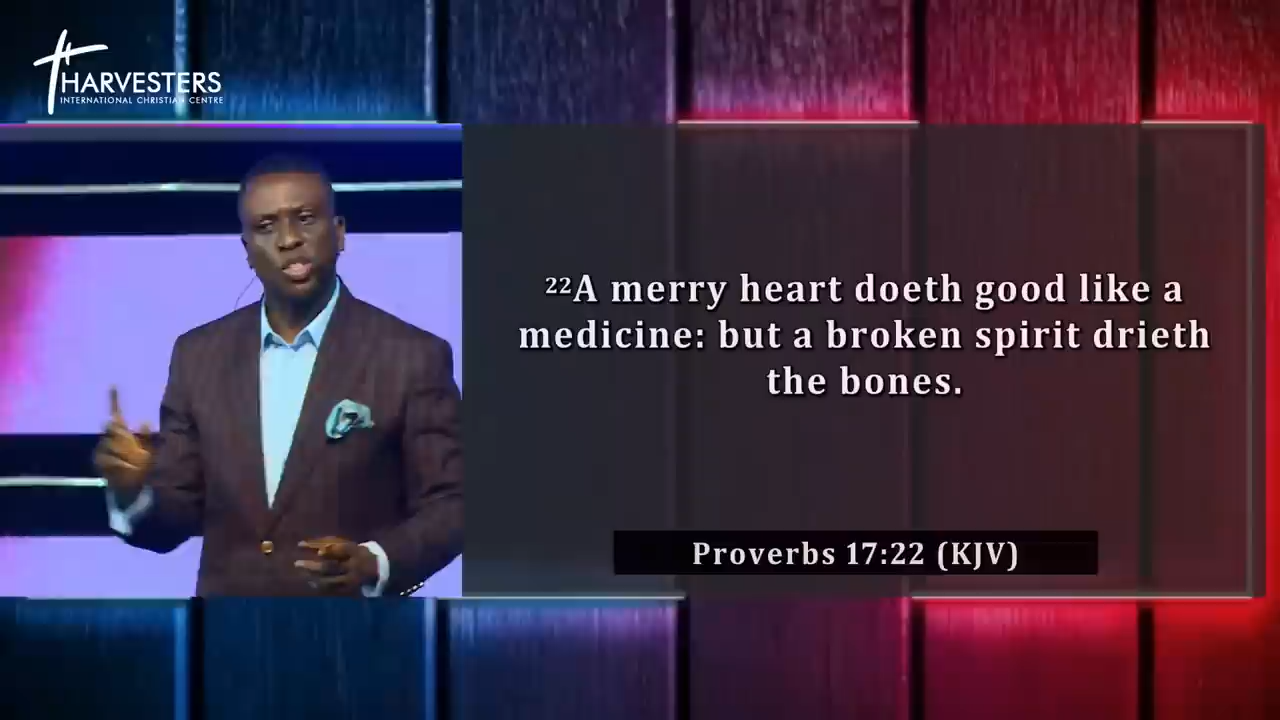 HARVESTERS
INTERNATIONAL CHRISTIAN CENTRE
²²A merry heart doeth good like a
medicine: but a broken spirit drieth
the bones.
Proverbs 17:22 (KJV)